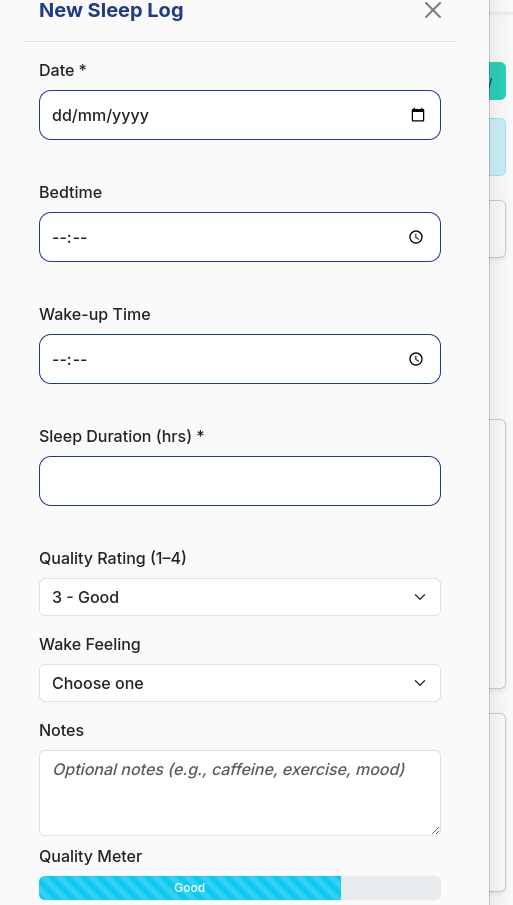 New Sleep Log
Date *
dd/mm/yyyy
Bedtime
--:--
Wake-up Time
--:--
Sleep Duration (hrs) *
Quality Rating (1–4)
3 - Good
Wake Feeling
Choose one
Notes
Optional notes (e.g., caffeine, exercise, mood)
Quality Meter
Good